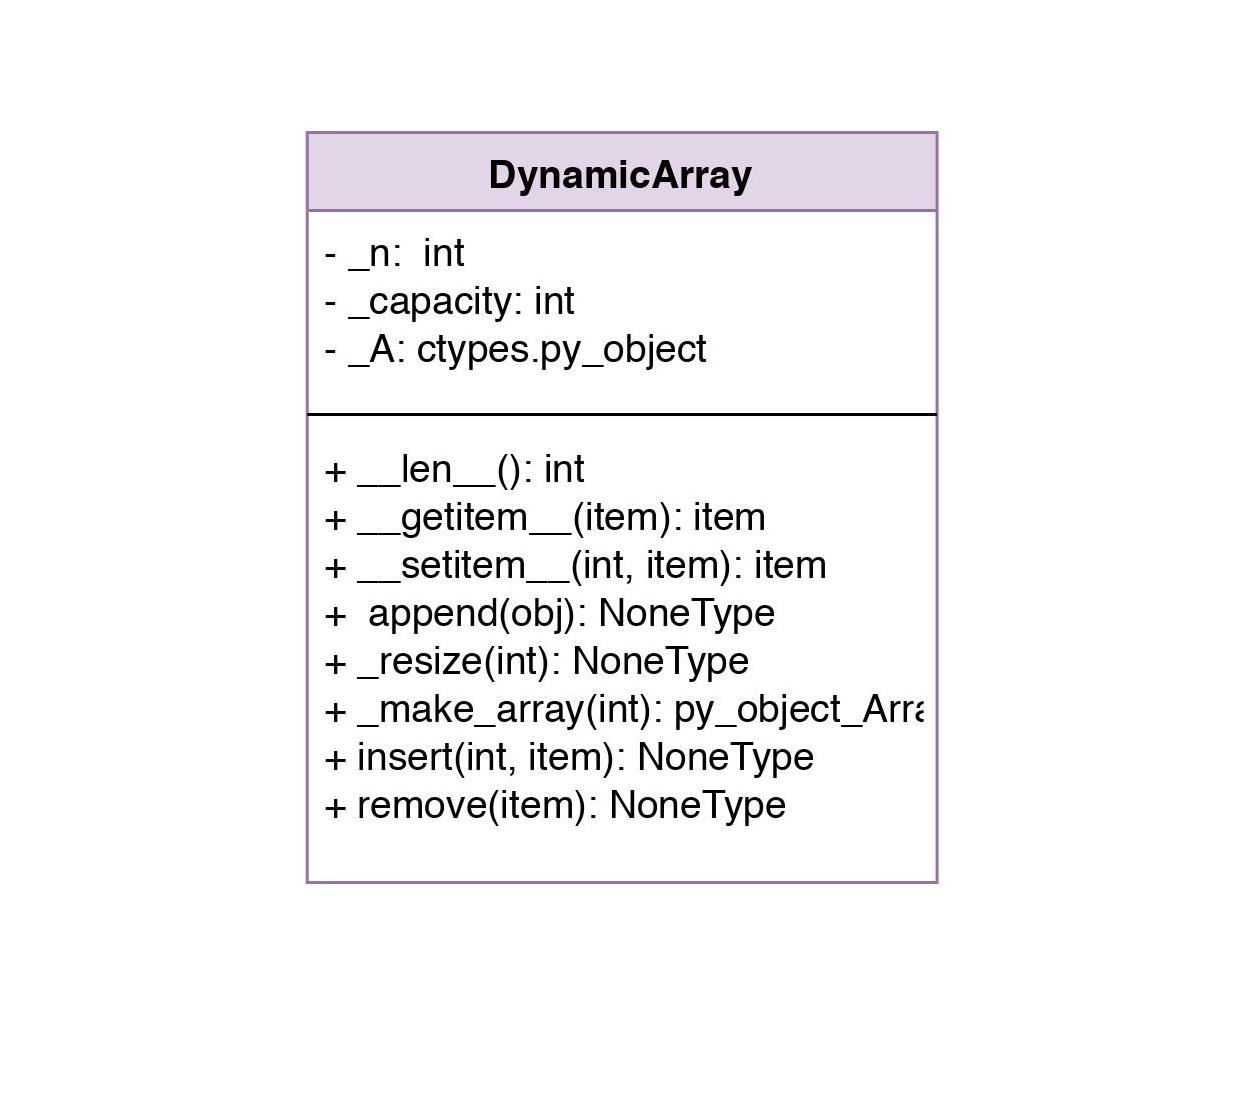 DynamicArray
- _n:  int
- _capacity: int
- _A: ctypes.py_object
+ __len__(): int
+ __getitem__(item): item
+ __setitem__(int, item): item
+  append(obj): NoneType
+ _resize(int): NoneType
+ _make_array(int): py_object_Arra
+ insert(int, item): NoneType
+ remove(item): NoneType